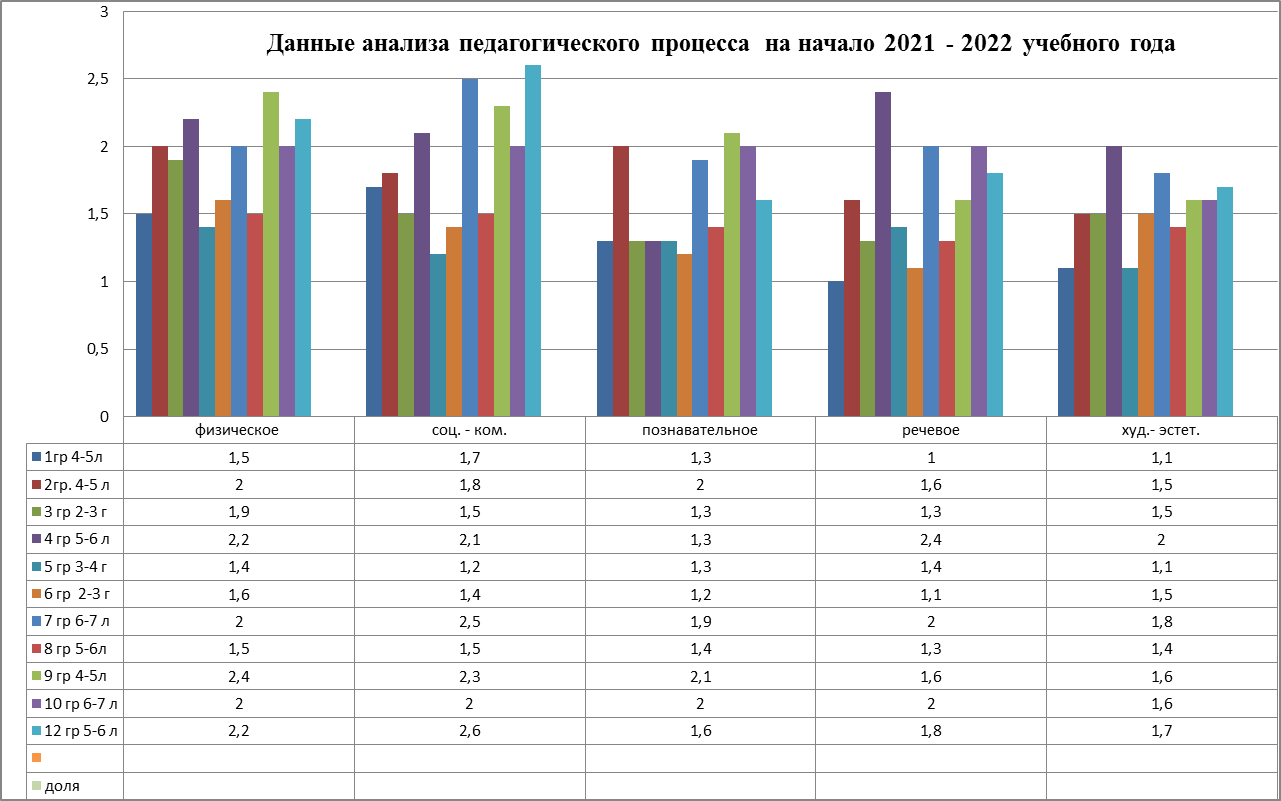 3
Данные анализа педагогического процесса на начало 2021 - 2022 учебного года
2,5
2
1,5
1
0,5
0
физическое соц. - ком. познавательное речевое худ.- эстет.
1гр 4-5л 1,5 1,7 1,3 1 1,1
2гр. 4-5 л 2 1,8 2 1,6 1,5
3 гр 2-3 г 1,9 1,5 1,3 1,3 1,5
4 гр 5-6 л 2,2 2,1 1,3 2,4 2
5 гр 3-4 г 1,4 1,2 1,3 1,4 1,1
6 гр 2-3 г 1,6 1,4 1,2 1,1 1,5
7 гр 6-7 л 2 2,5 1,9 2 1,8
8 гр 5-6л 1,5 1,5 1,4 1,3 1,4
9 гр 4-5л 2,4 2,3 2,1 1,6 1,6
10 гр 6-7 л 2 2 2 2 1,6
12 гр 5-6 л 2,2 2,6 1,6 1,8 1,7
доля